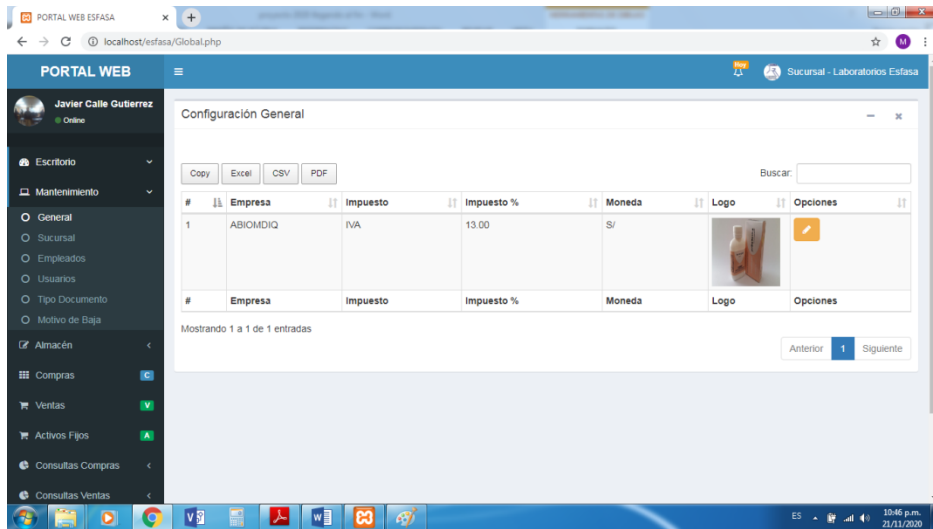 PORTAL WEB ESFASA
localhost/esfasa/Global.php
M
PORTAL WEB
Hoy
Sucursal - Laboratorios Esfasa
Javier Calle Gutierrez
Online
Configuración General
Escritorio
Copy Excel CSV PDF
Buscar:
Mantenimiento
# Empresa Impuesto Impuesto % Moneda Logo Opciones
General
1 ABIOMDIQ IVA 13.00 S/
Sucursal
Empleados
Usuarios
Tipo Documento
# Empresa Impuesto Impuesto % Moneda Logo Opciones
Motivo de Baja
Mostrando 1 a 1 de 1 entradas
Almacén
Anterior 1 Siguiente
Compras C
Ventas V
Activos Fijos A
Consultas Compras
Consultas Ventas
ES
10:46 p.m.
21/11/2020